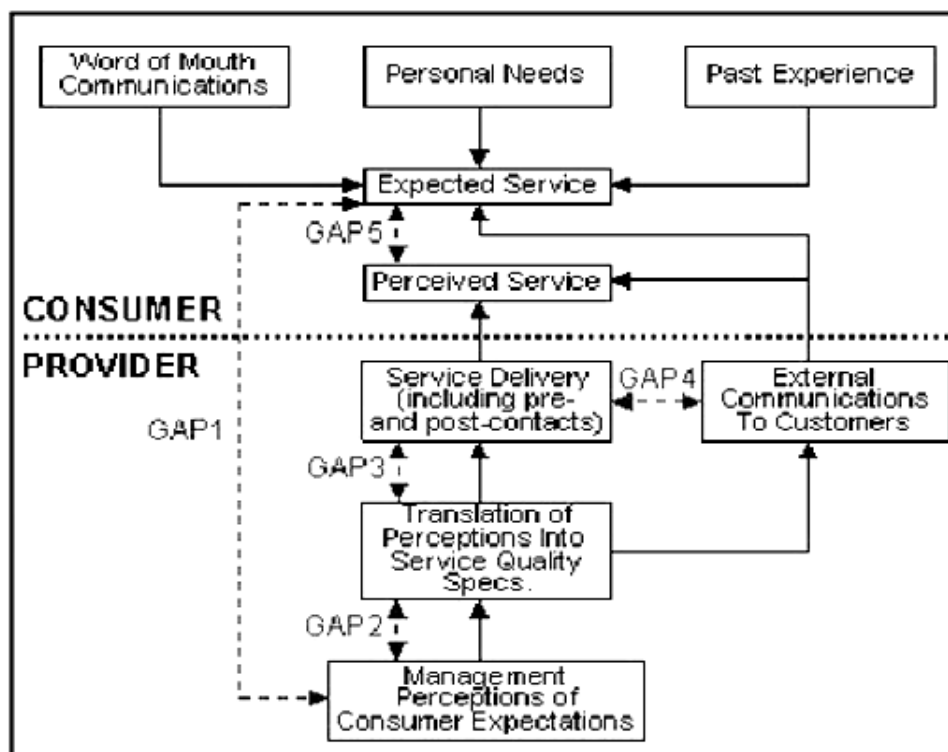 Word of Mouth
Communications
Personal Needs
Past Experience
Expected Service
GAP5
Perceived Service
CONSUMER
PROVIDER
GAP1
Service Delivery
(including pre-
and post-contacts)
GAP4
External
Communications
To Customers
GAP3
Translation of
Perceptions Into
Service Quality
Specs.
GAP2
Management
Perceptions of
Consumer Expectations